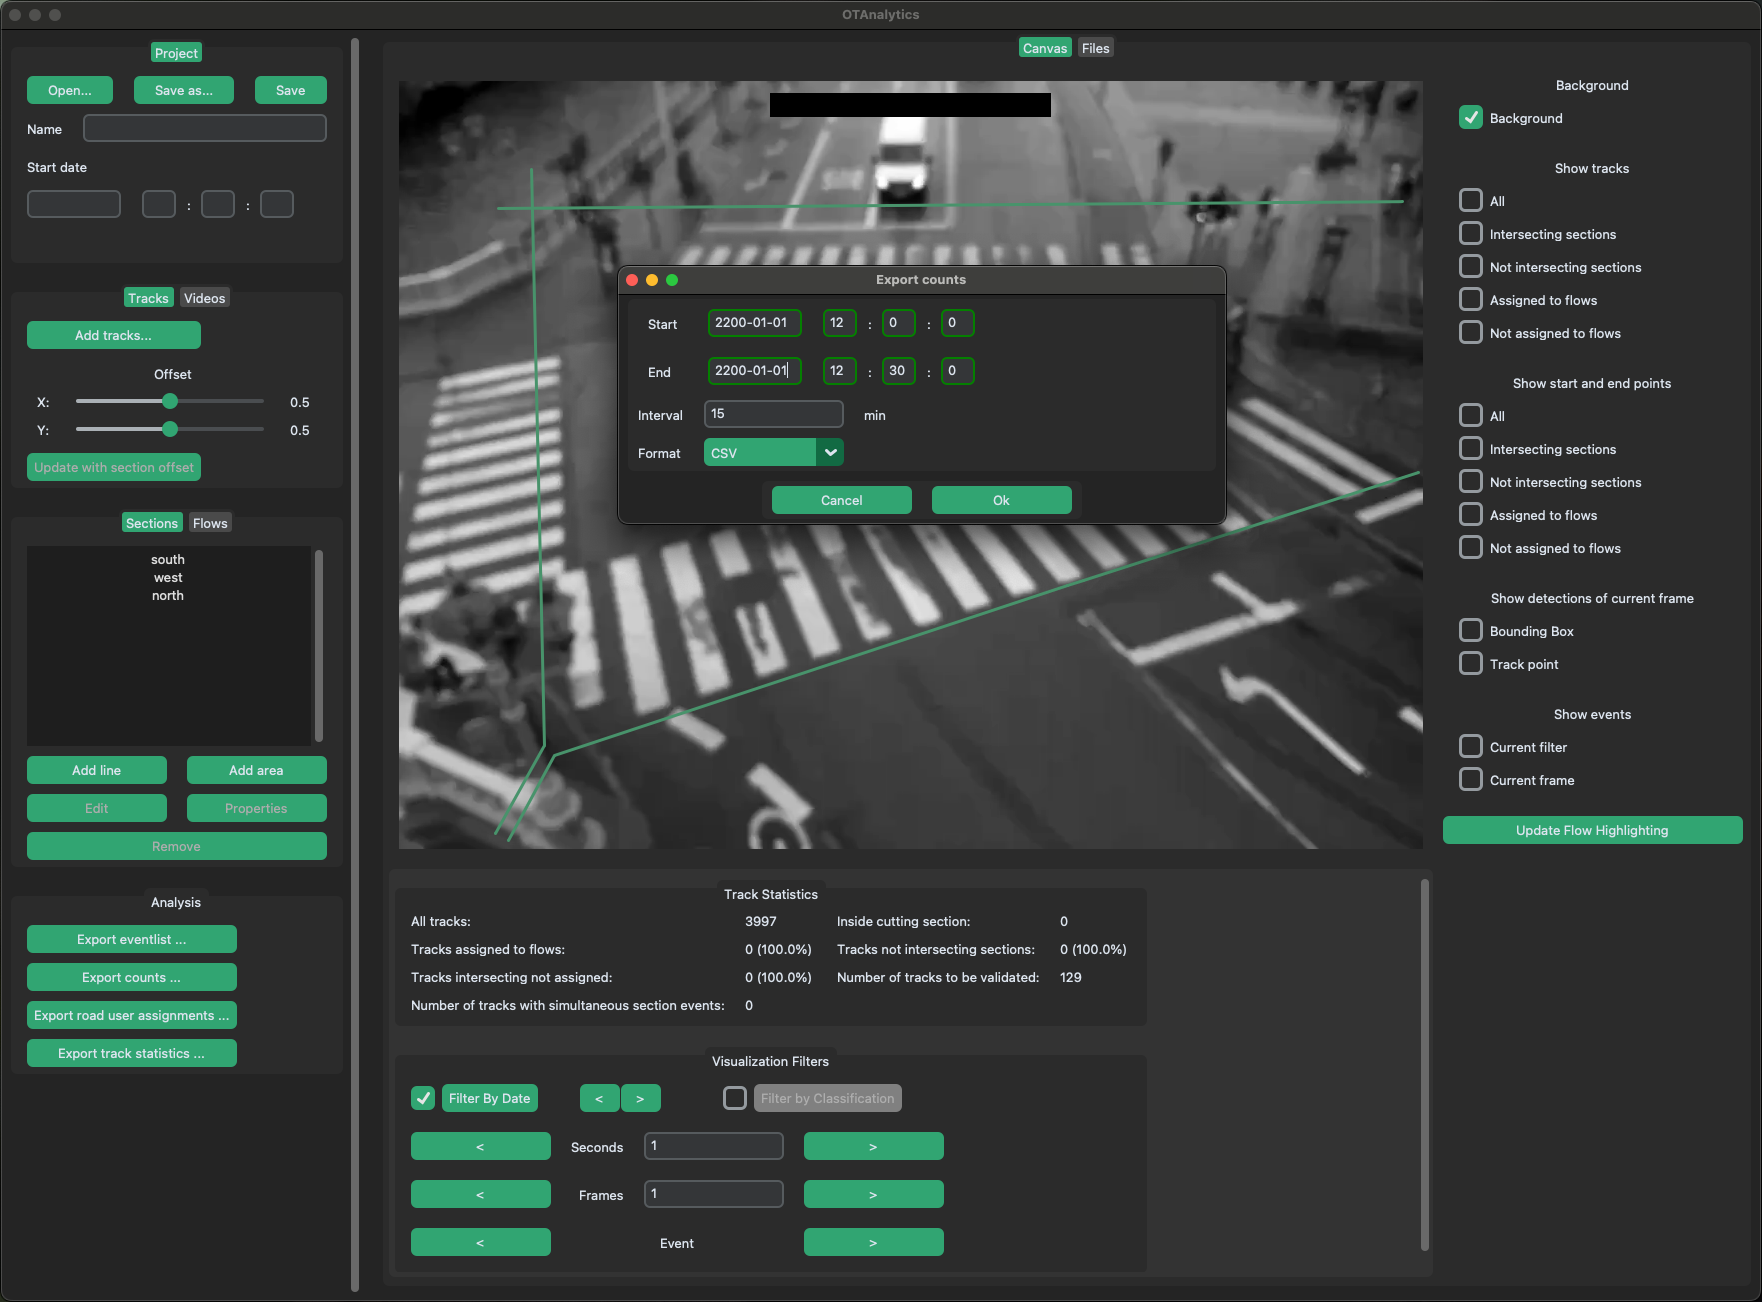 OTAnalytics
Project
Open...
Save as...
Save
Name
Start date
:
:
Tracks
Videos
Add tracks...
Offset
X:
0.5
Y:
0.5
Update with section offset
Sections
Flows
south
west
north
Add line
Add area
Edit
Properties
Remove
Analysis
Export eventlist ...
Export counts ...
Export road user assignments ...
Export track statistics ...
Canvas
Files
Export counts
Start
2200-01-01
12
:
0
:
0
End
2200-01-01
12
:
30
:
0
Interval
15
min
Format
CSV
Cancel
Ok
Track Statistics
All tracks:
3997
Inside cutting section:
0
Tracks assigned to flows:
0 (100.0%)
Tracks not intersecting sections:
0 (100.0%)
Tracks intersecting not assigned:
0 (100.0%)
Number of tracks to be validated:
129
Number of tracks with simultaneous section events:
0
Visualization Filters
Filter By Date
<
>
Filter by Classification
<
Seconds
1
>
<
Frames
1
>
<
Event
>
Background
Background
Show tracks
All
Intersecting sections
Not intersecting sections
Assigned to flows
Not assigned to flows
Show start and end points
All
Intersecting sections
Not intersecting sections
Assigned to flows
Not assigned to flows
Show detections of current frame
Bounding Box
Track point
Show events
Current filter
Current frame
Update Flow Highlighting